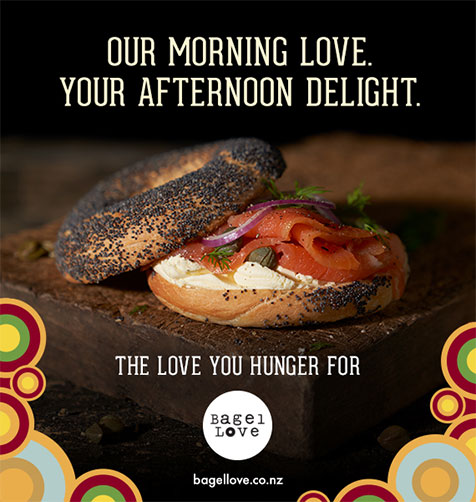 OUR MORNING LOVE.
YOUR AFTERNOON DELIGHT.
THE LOVE YOU HUNGER FOR
Bagel
Love
bagellove.co.nz